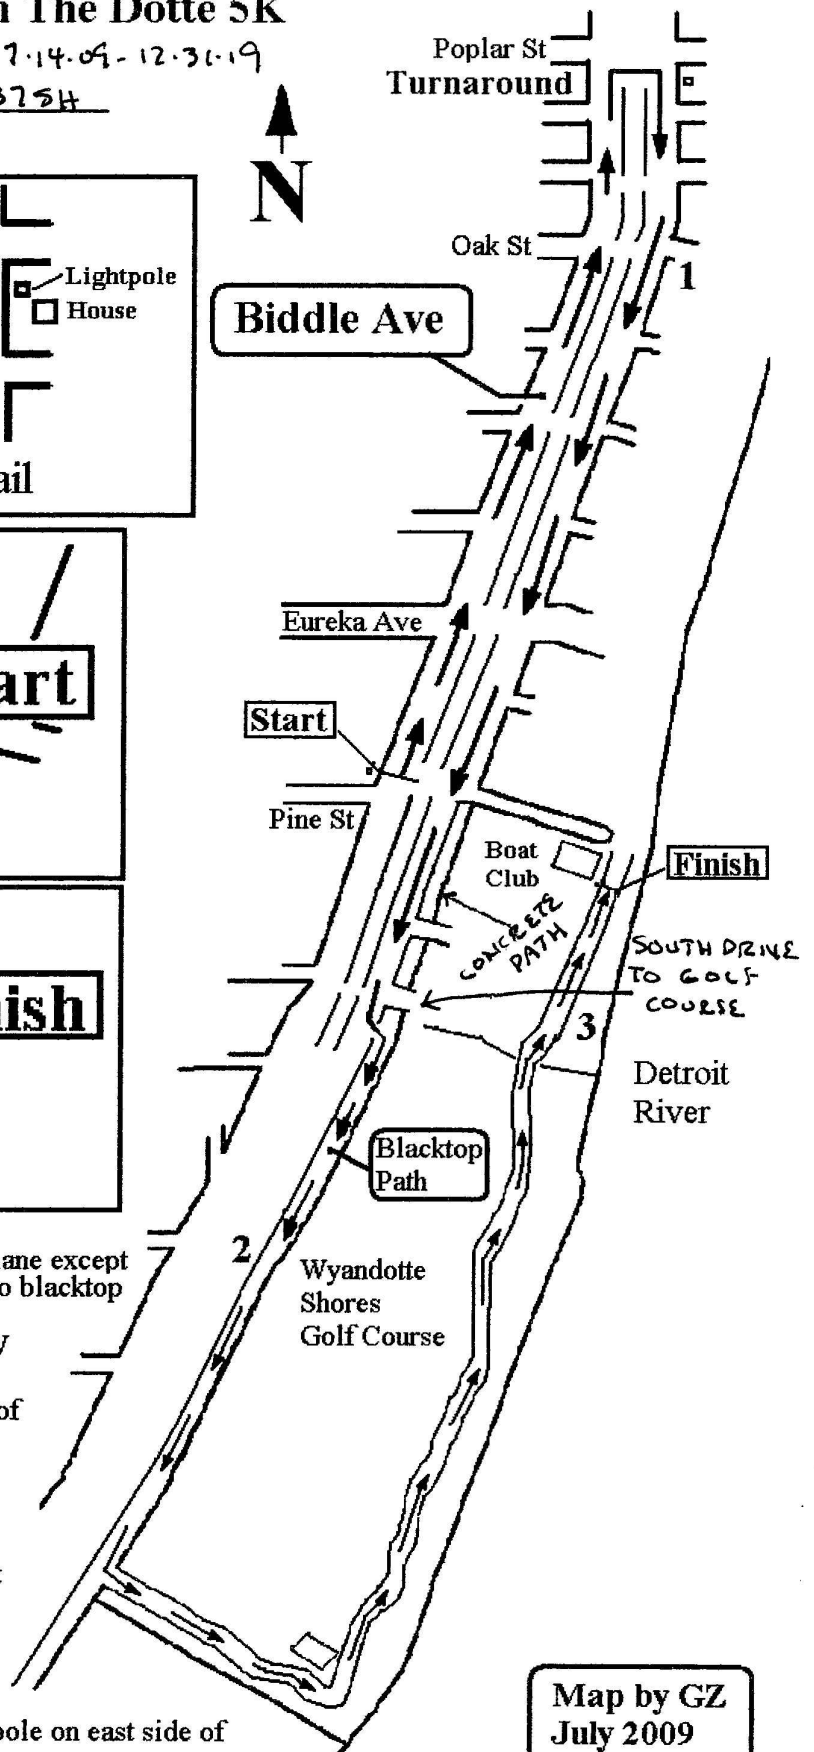 The Dotte 5K
7.14.09 - 12.31.19
375H
N
Poplar St
Turnaround
Oak St
1
Lightpole
House
Biddle Ave
ail
Eureka Ave
art
Start
Pine St
Boat
Club
Finish
CONCRETE
PATH
SOUTH DRIVE
TO GOLF
COURSE
ish
3
Detroit
River
Blacktop
Path
2
ane except
o blacktop
Wyandotte
Shores
Golf Course
y
of
t
Map by GZ
July 2009
pole on east side of